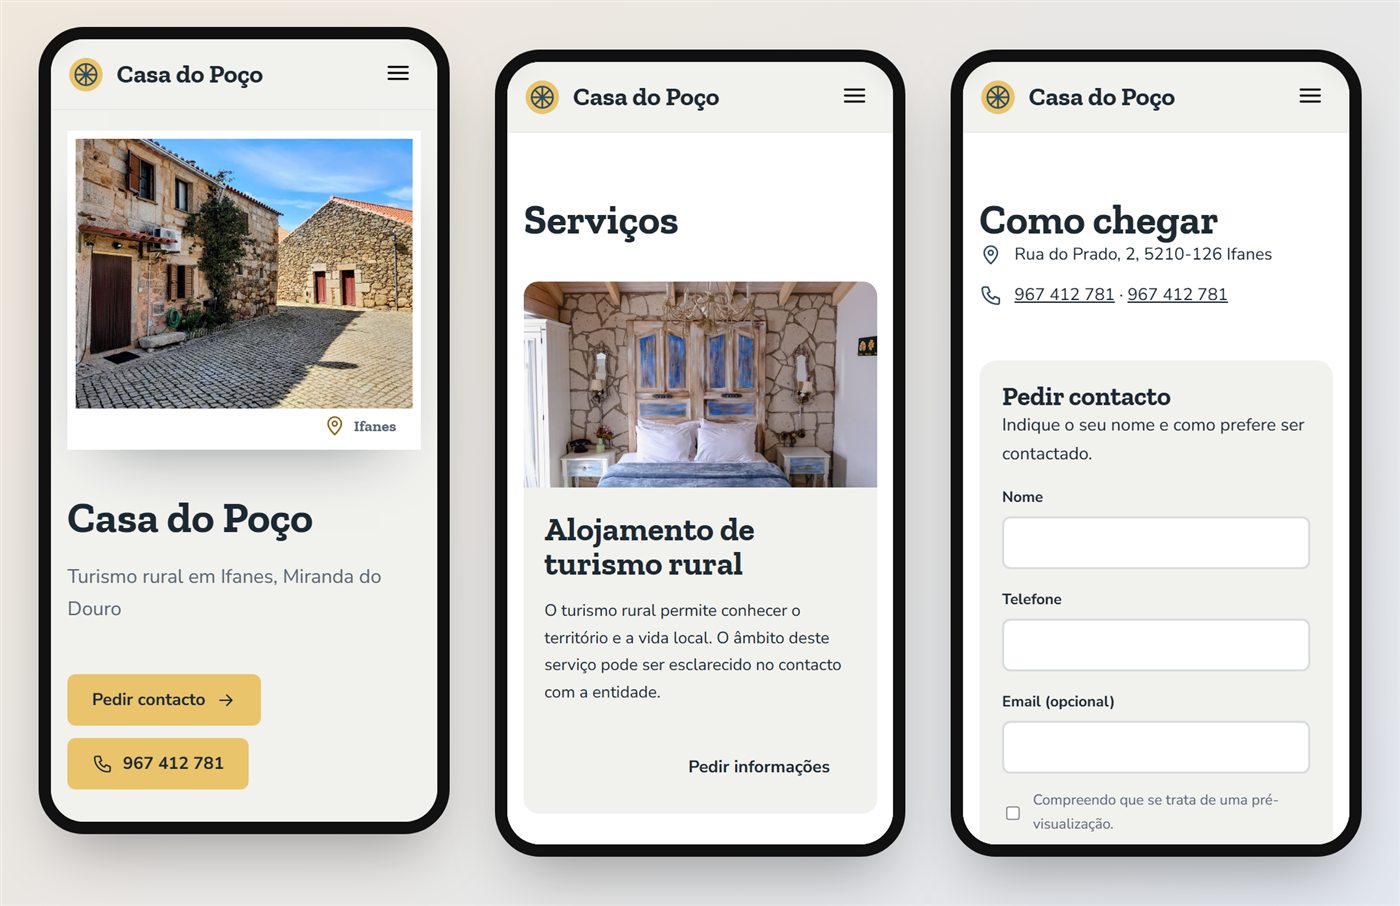 Casa do Poço
Ifanes
Casa do Poço
Turismo rural em Ifanes, Miranda do
Douro
Pedir contacto
967 412 781
Casa do Poço
Serviços
Alojamento de
turismo rural
O turismo rural permite conhecer o
território e a vida local. O âmbito deste
serviço pode ser esclarecido no contacto
com a entidade.
Pedir informações
Casa do Poço
Como chegar
Rua do Prado, 2, 5210-126 Ifanes
967 412 781 · 967 412 781
Pedir contacto
Indique o seu nome e como prefere ser
contactado.
Nome
Telefone
Email (opcional)
Compreendo que se trata de uma pré-
visualização.